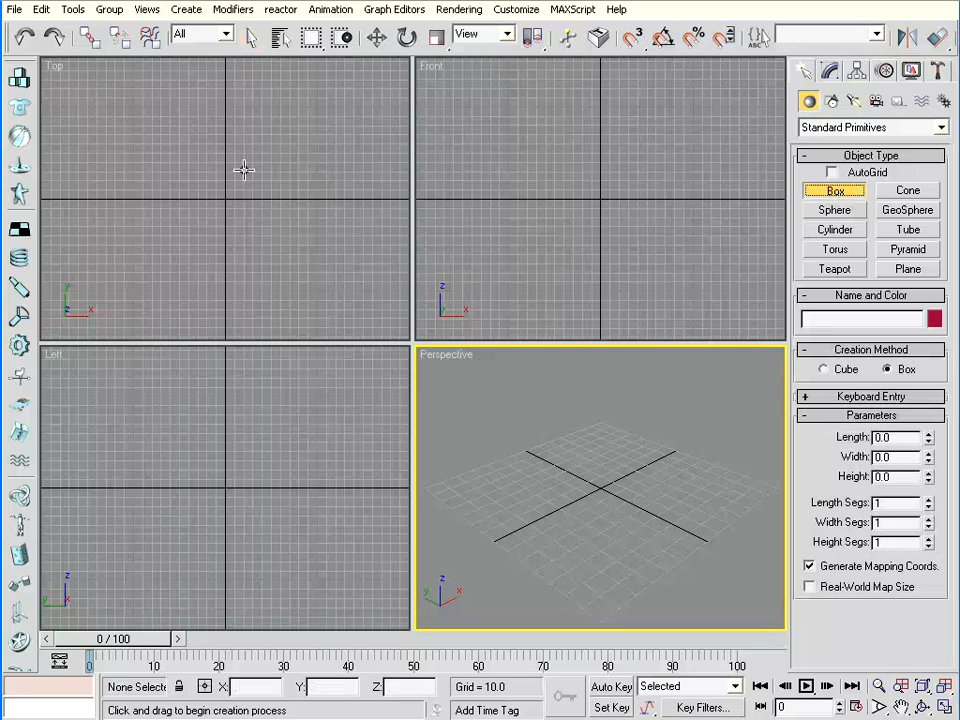 File Edit Tools Group Views Create Modifiers reactor Animation Graph Editors Rendering Customize MAXScript Help
All View 3 % ABC
Top Front
Standard Primitives
- Object Type
AutoGrid
Box Cone
Sphere GeoSphere
Cylinder Tube
Torus Pyramid
Teapot Plane
y z x
z y x
- Name and Color
Left Perspective
- Creation Method
Cube Box
+ Keyboard Entry
- Parameters
Length: 0.0
Width: 0.0
Height: 0.0
Length Segs: 1
Width Segs: 1
Height Segs: 1
Generate Mapping Coords.
Real-World Map Size
z y x
z y x
< 0 / 100 >
0 10 20 30 40 50 60 70 80 90 100
None Selecte X: Y: Z: Grid = 10.0 Auto Key Selected
Click and drag to begin creation process Add Time Tag Set Key Key Filters... 0